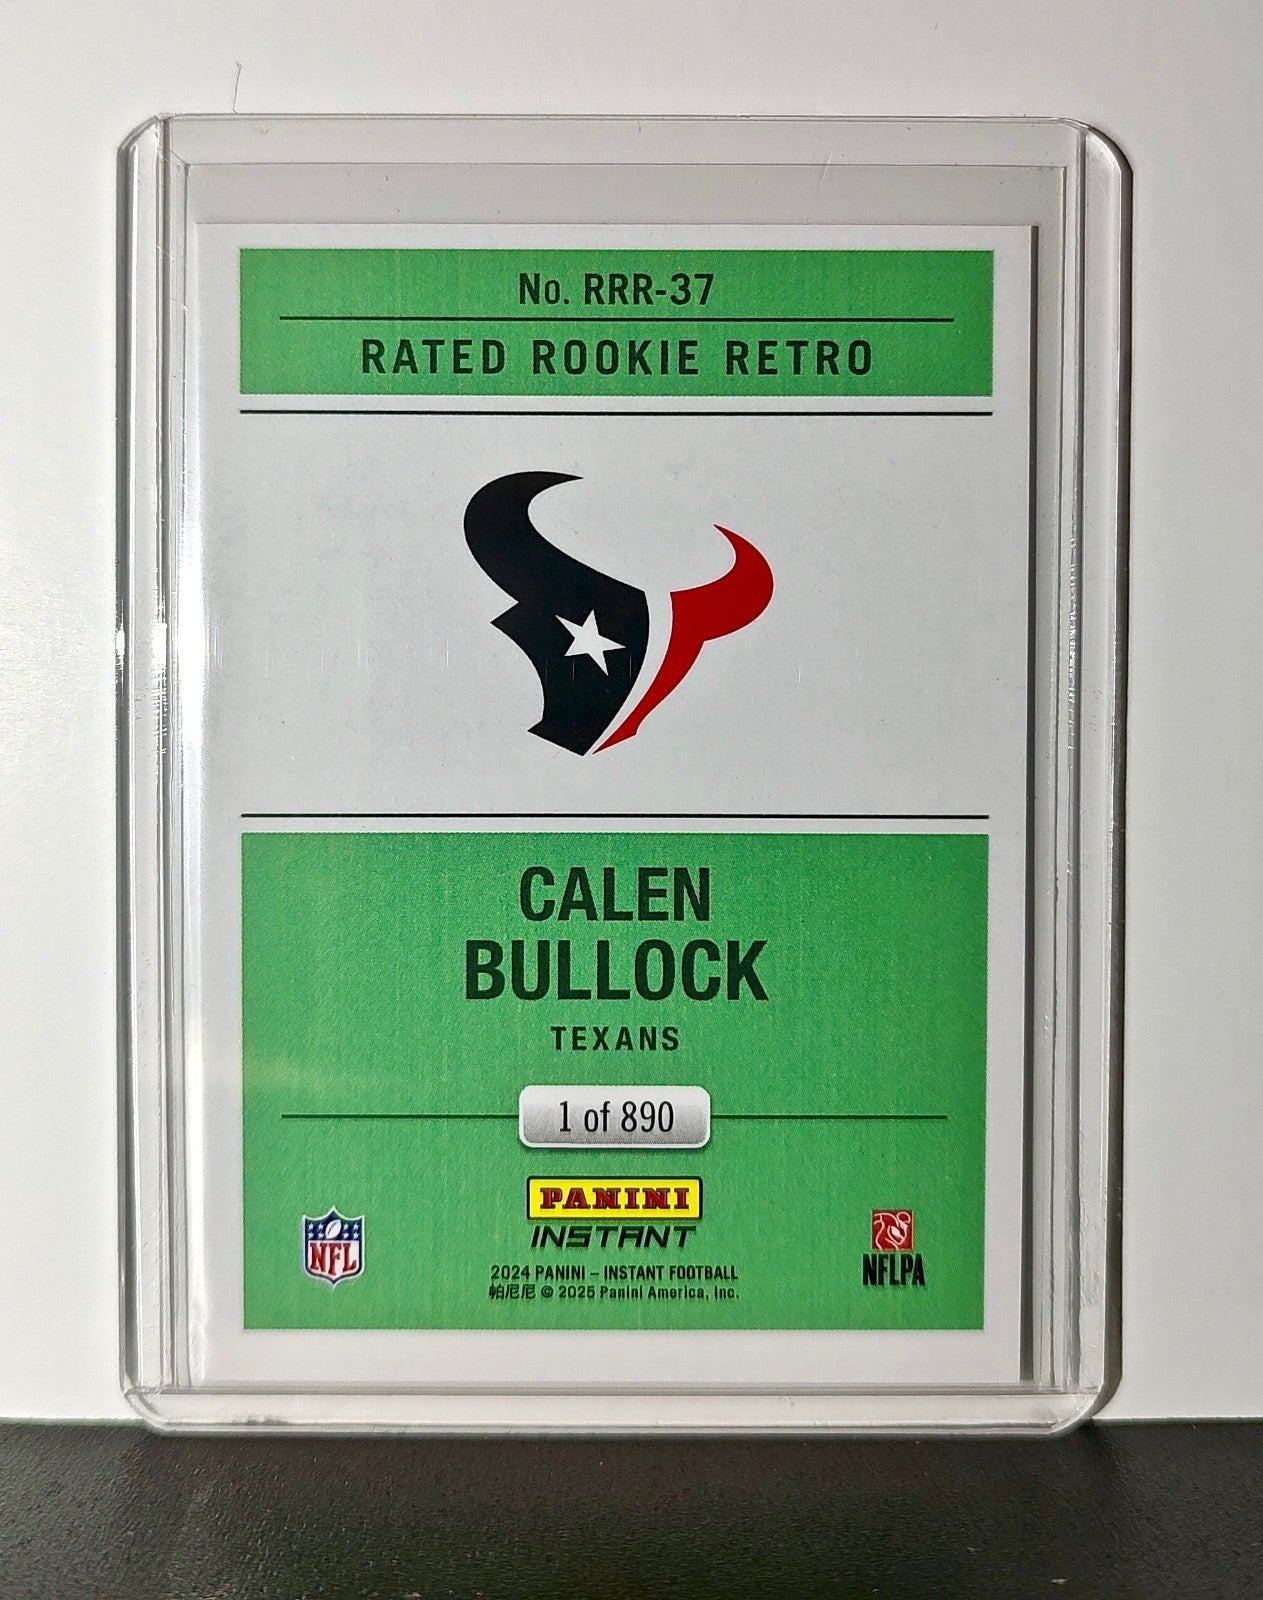 No. RRR-37
RATED ROOKIE RETRO
CALEN
BULLOCK
TEXANS
1 of 890
PANINI
INSTANT
NFL
NFLPA
2024 PANINI – INSTANT FOOTBALL
帕尼尼 © 2025 Panini America, Inc.